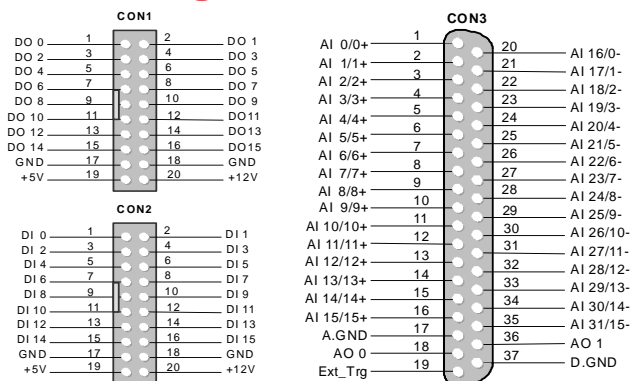 CON1
DO 0 1 2 DO 1
DO 2 3 4 DO 3
DO 4 5 6 DO 5
DO 6 7 8 DO 7
DO 8 9 10 DO 9
DO 10 11 12 DO11
DO 12 13 14 DO13
DO 14 15 16 DO15
GND 17 18 GND
+5V 19 20 +12V
CON2
DI 0 1 2 DI 1
DI 2 3 4 DI 3
DI 4 5 6 DI 5
DI 6 7 8 DI 7
DI 8 9 10 DI 9
DI 10 11 12 DI 11
DI 12 13 14 DI 13
DI 14 15 16 DI 15
GND 17 18 GND
+5V 19 20 +12V
CON3
AI 0/0+ 1
20 AI 16/0-
AI 1/1+ 2
21 AI 17/1-
AI 2/2+ 3
22 AI 18/2-
AI 3/3+ 4
23 AI 19/3-
AI 4/4+ 5
24 AI 20/4-
AI 5/5+ 6
25 AI 21/5-
AI 6/6+ 7
26 AI 22/6-
AI 7/7+ 8
27 AI 23/7-
AI 8/8+ 9
28 AI 24/8-
AI 9/9+ 10
29 AI 25/9-
AI 10/10+ 11
30 AI 26/10-
AI 11/11+ 12
31 AI 27/11-
AI 12/12+ 13
32 AI 28/12-
AI 13/13+ 14
33 AI 29/13-
AI 14/14+ 15
34 AI 30/14-
AI 15/15+ 16
35 AI 31/15-
A.GND 17
36 AO 1
AO 0 18
37 D.GND
Ext_Trg 19